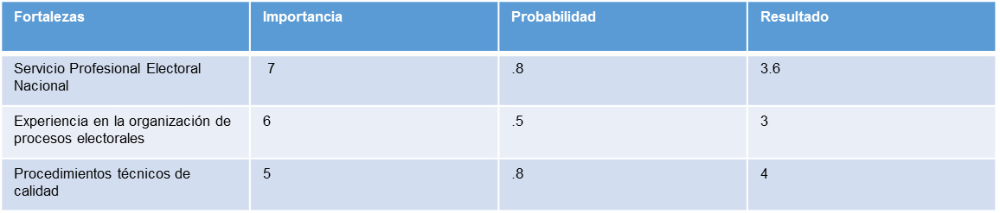 Fortalezas Importancia Probabilidad Resultado
Servicio Profesional Electoral
Nacional
7 .8 3.6
Experiencia en la organización de
procesos electorales
6 .5 3
Procedimientos técnicos de
calidad
5 .8 4